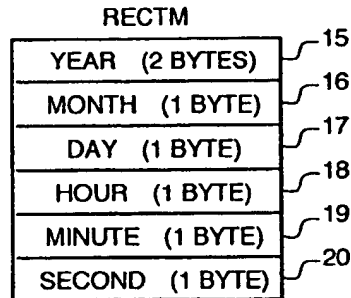 RECTM
YEAR (2 BYTES) 15
MONTH (1 BYTE) 16
DAY (1 BYTE) 17
HOUR (1 BYTE) 18
MINUTE (1 BYTE) 19
SECOND (1 BYTE) 20